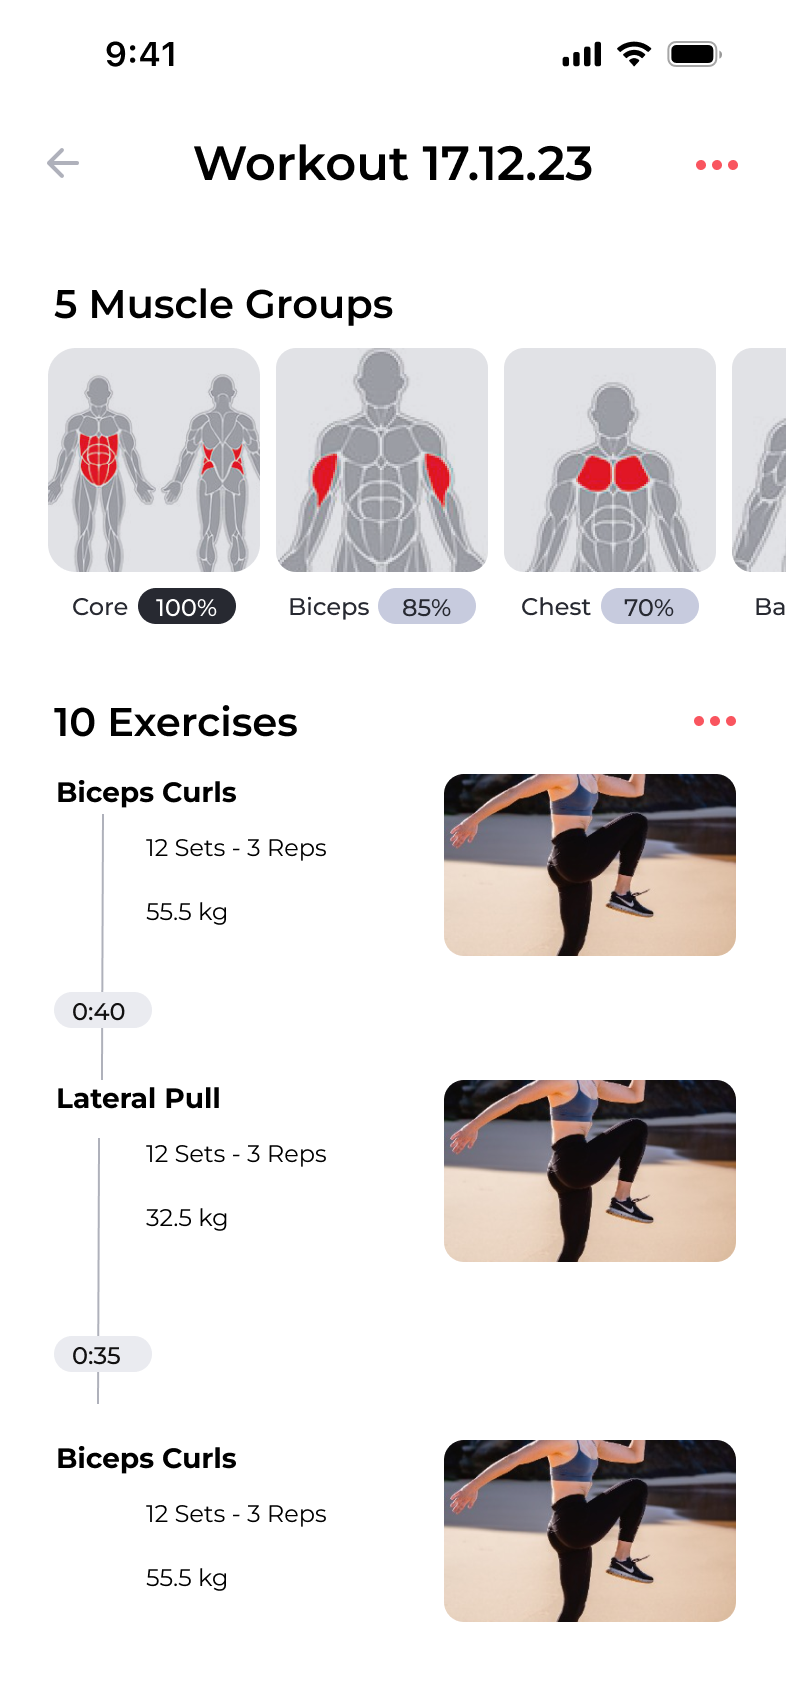 9:41
Workout 17.12.23
5 Muscle Groups
Core 100% Biceps 85% Chest 70% Ba
10 Exercises
Biceps Curls
12 Sets - 3 Reps
55.5 kg
0:40
Lateral Pull
12 Sets - 3 Reps
32.5 kg
0:35
Biceps Curls
12 Sets - 3 Reps
55.5 kg